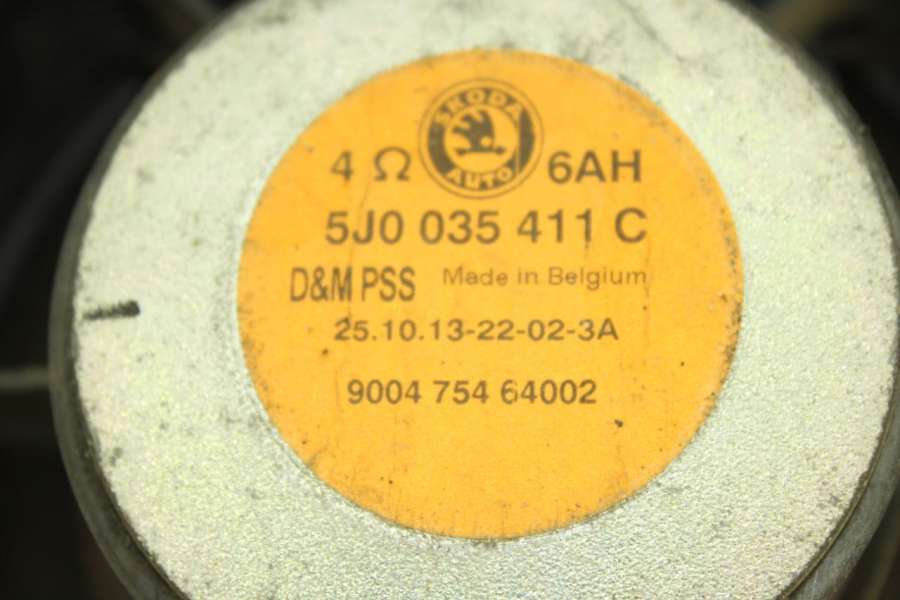 ŠKODA
AUTO
4 Ω 6AH
5J0 035 411 C
D&M PSS Made in Belgium
25.10.13-22-02-3A
9004 754 64002